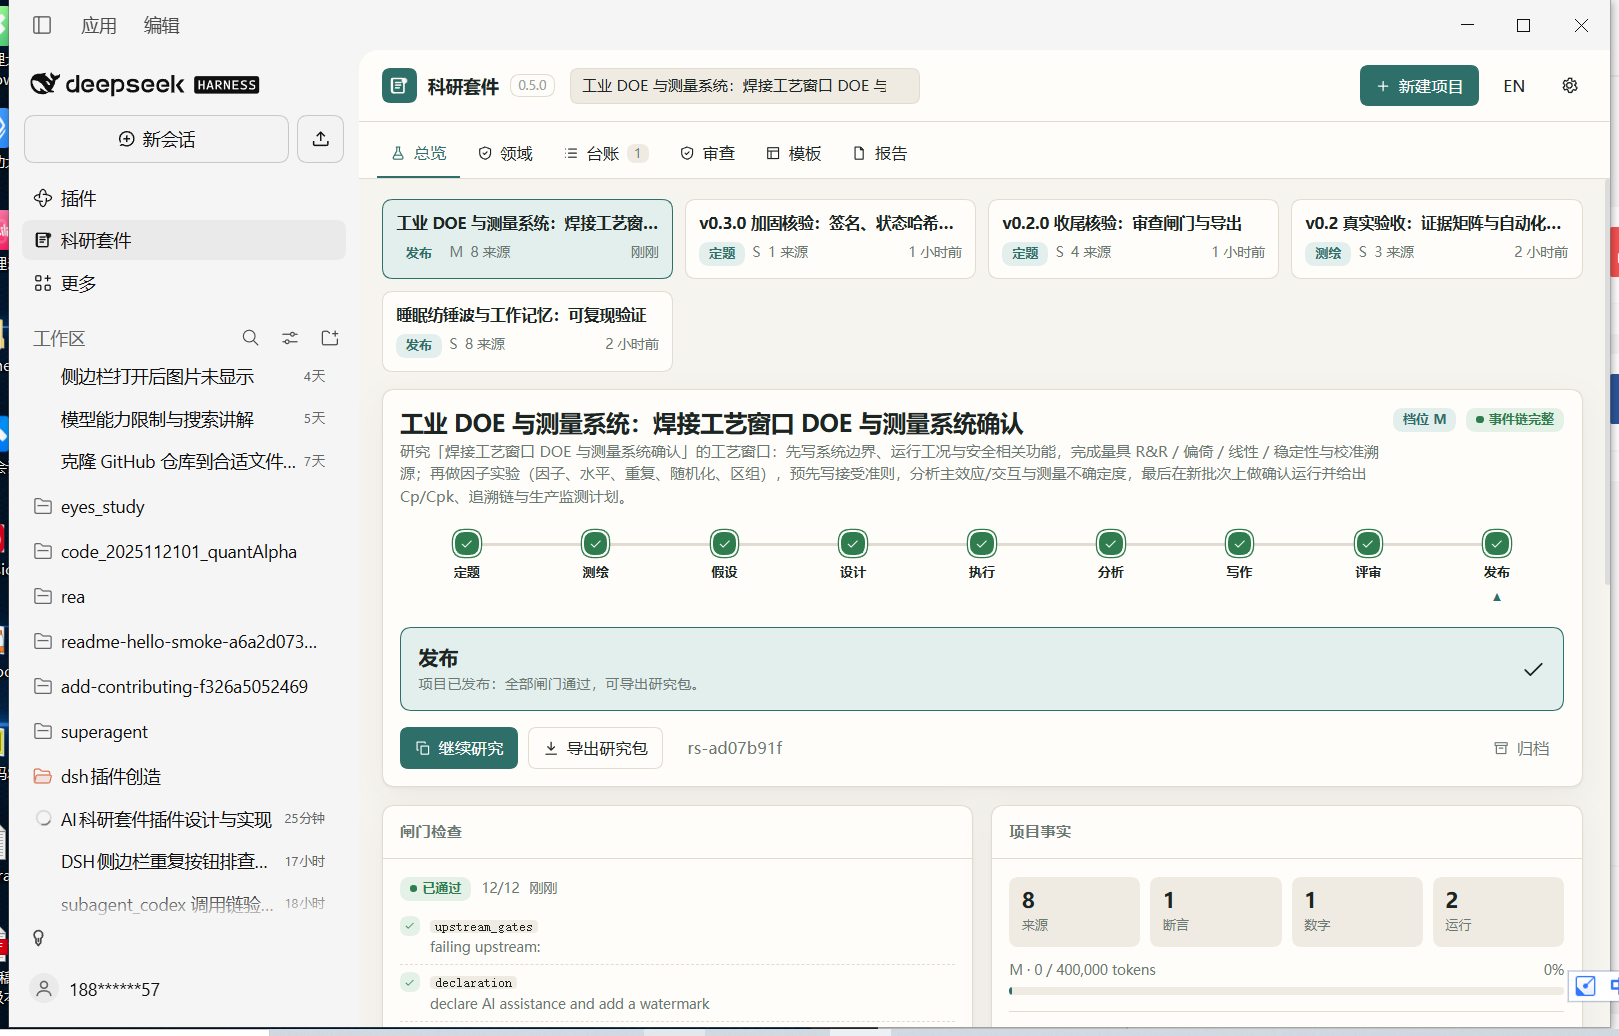 应用
编辑
deepseek HARNESS
新会话
插件
科研套件
更多
工作区
侧边栏打开后图片未显示 4天
模型能力限制与搜索讲解 5天
克隆 GitHub 仓库到合适文件... 7天
eyes_study
code_2025112101_quantAlpha
rea
readme-hello-smoke-a6a2d073...
add-contributing-f326a5052469
superagent
dsh插件创造
AI科研套件插件设计与实现 25分钟
DSH侧边栏重复按钮排查... 17小时
subagent_codex 调用链验... 18小时
188******57
科研套件 0.5.0 工业 DOE 与测量系统：焊接工艺窗口 DOE 与
+ 新建项目 EN
总览 领域 台账 1 审查 模板 报告
工业 DOE 与测量系统：焊接工艺窗...
发布 M 8 来源 刚刚
v0.3.0 加固核验：签名、状态哈希...
定题 S 1 来源 1 小时前
v0.2.0 收尾核验：审查闸门与导出
定题 S 4 来源 1 小时前
v0.2 真实验收：证据矩阵与自动化...
测绘 S 3 来源 2 小时前
睡眠纺锤波与工作记忆：可复现验证
发布 S 8 来源 2 小时前
工业 DOE 与测量系统：焊接工艺窗口 DOE 与测量系统确认
档位 M 事件链完整
研究「焊接工艺窗口 DOE 与测量系统确认」的工艺窗口：先写系统边界、运行工况与安全相关功能，完成量具 R&R / 偏倚 / 线性 / 稳定性与校准溯
源；再做因子实验（因子、水平、重复、随机化、区组），预先写接受准则，分析主效应/交互与测量不确定度，最后在新批次上做确认运行并给出
Cp/Cpk、追溯链与生产监测计划。
定题 测绘 假设 设计 执行 分析 写作 评审 发布
发布
项目已发布：全部闸门通过，可导出研究包。
继续研究 导出研究包 rs-ad07b91f 归档
闸门检查
已通过 12/12 刚刚
upstream_gates
failing upstream:
declaration
declare AI assistance and add a watermark
项目事实
8 1 1 2
来源 断言 数字 运行
M · 0 / 400,000 tokens 0%